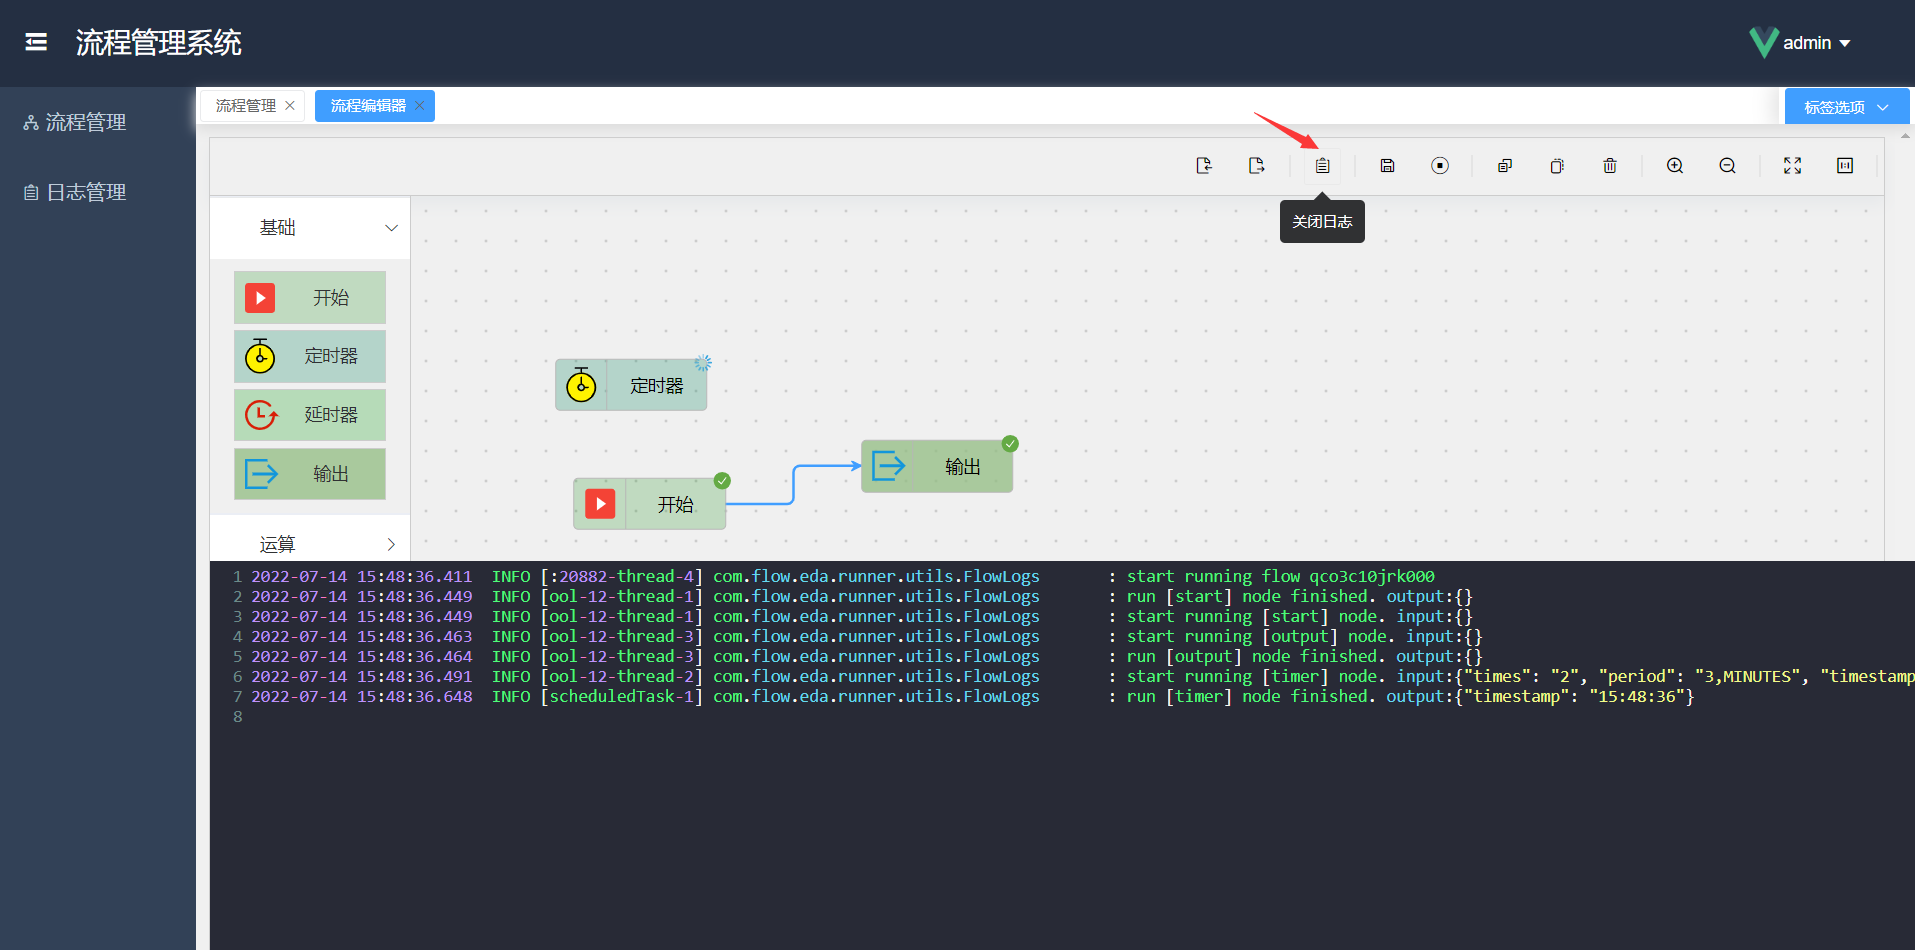 流程管理系统
admin
流程管理
日志管理
流程管理
流程编辑器
标签选项
关闭日志
基础
开始
定时器
延时器
输出
运算
定时器
开始
输出
1 2022-07-14 15:48:36.411  INFO [:20882-thread-4] com.flow.eda.runner.utils.FlowLogs       : start running flow qco3c10jrk000
2 2022-07-14 15:48:36.449  INFO [ool-12-thread-1] com.flow.eda.runner.utils.FlowLogs       : run [start] node finished. output:{}
3 2022-07-14 15:48:36.449  INFO [ool-12-thread-1] com.flow.eda.runner.utils.FlowLogs       : start running [start] node. input:{}
4 2022-07-14 15:48:36.463  INFO [ool-12-thread-3] com.flow.eda.runner.utils.FlowLogs       : start running [output] node. input:{}
5 2022-07-14 15:48:36.464  INFO [ool-12-thread-3] com.flow.eda.runner.utils.FlowLogs       : run [output] node finished. output:{}
6 2022-07-14 15:48:36.491  INFO [ool-12-thread-2] com.flow.eda.runner.utils.FlowLogs       : start running [timer] node. input:{"times": "2", "period": "3,MINUTES", "timestamp
7 2022-07-14 15:48:36.648  INFO [scheduledTask-1] com.flow.eda.runner.utils.FlowLogs       : run [timer] node finished. output:{"timestamp": "15:48:36"}
8